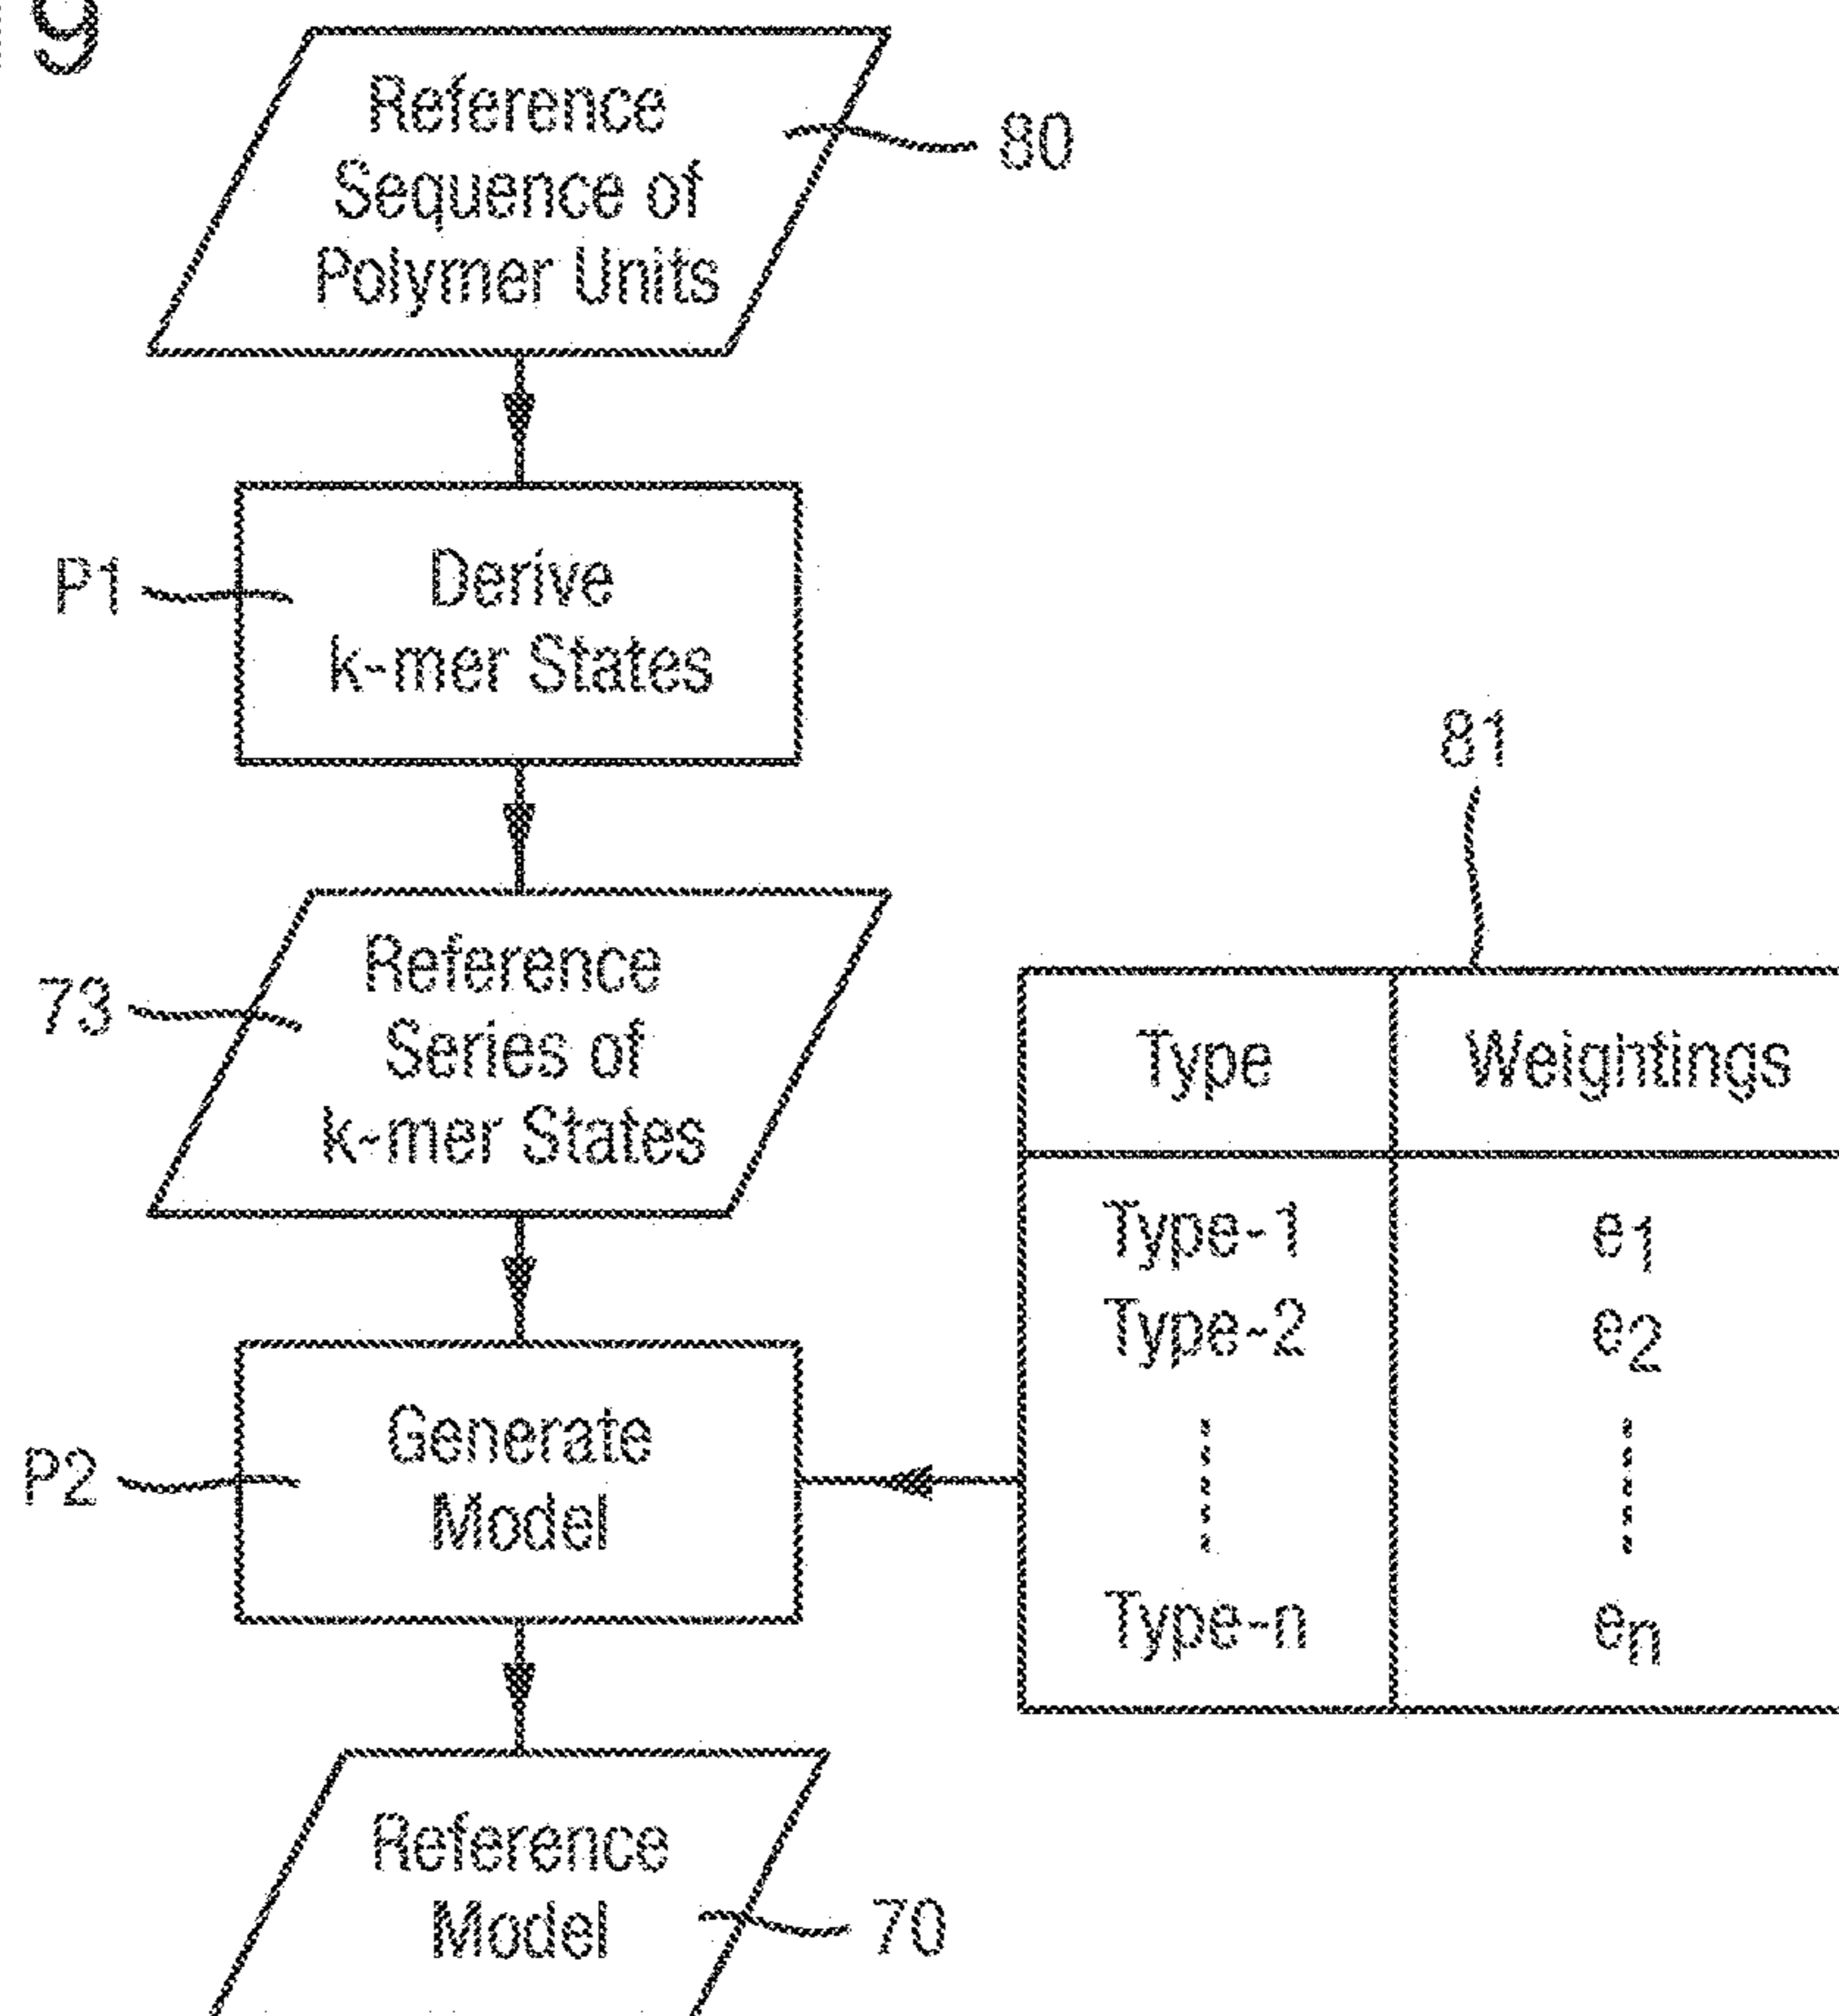 9
Reference
Sequence of
Polymer Units
80
P1
Derive
k-mer States
81
73
Reference
Series of
k-mer States
Type Weightings
Type-1 e1
Type-2 e2
P2
Generate
Model
Type-n en
Reference
Model
70